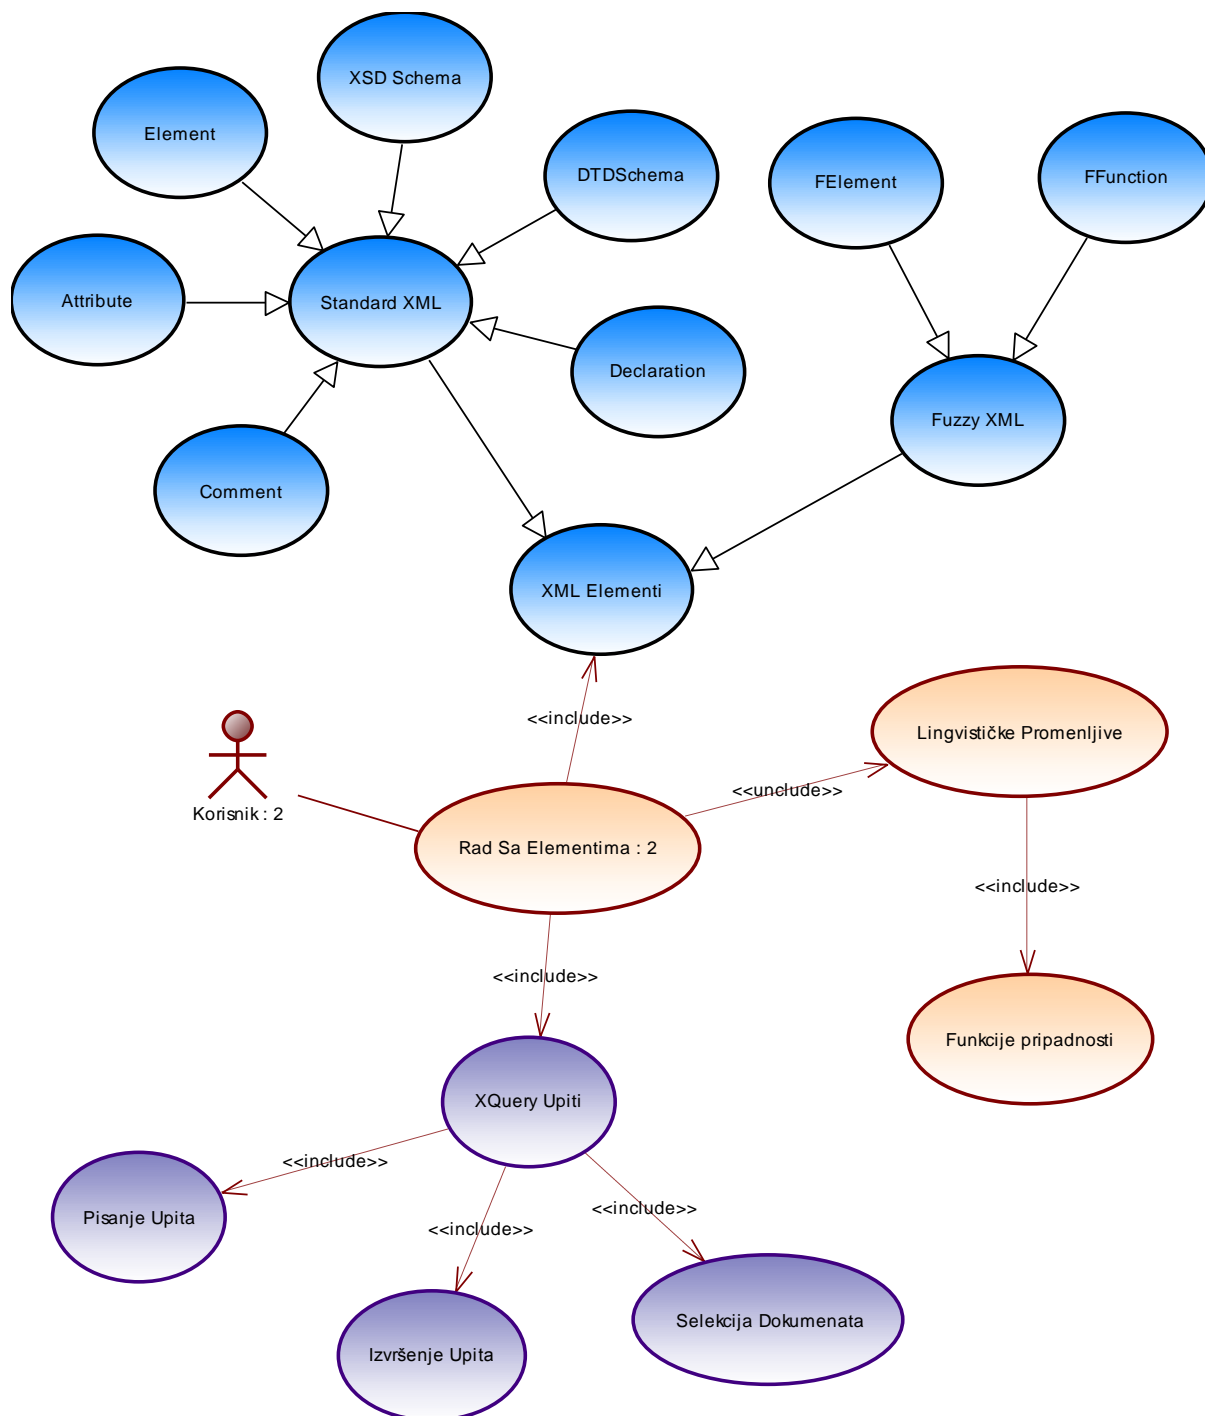 XSD Schema
Element
DTDSchema
FElement
FFunction
Attribute
Standard XML
Declaration
Fuzzy XML
Comment
XML Elementi
<<include>>
Lingvističke Promenljive
<<unclude>>
Korisnik : 2
Rad Sa Elementima : 2
<<include>>
<<include>>
Funkcije pripadnosti
XQuery Upiti
<<include>>
Pisanje Upita
<<include>>
<<include>>
Selekcija Dokumenata
Izvršenje Upita